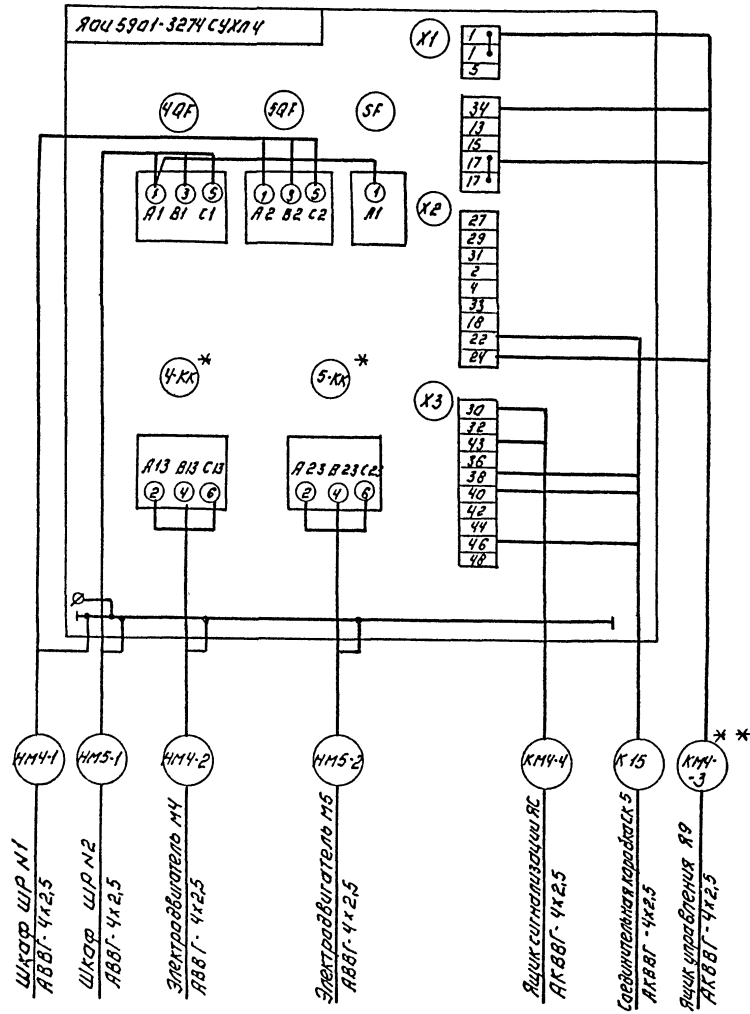 ЯОИ 5901-3274 СУХЛ4
X1
1
1
5
4QF
5QF
SF
34
13
15
17
17
1 3 5
A1 B1 C1
1 3 5
A2 B2 C2
1
A1
X2
27
29
31
2
4
33
18
22
24
4-КК *
5-КК *
X3
30
32
43
36
38
40
42
44
46
48
A13 B13 C13
2 4 6
A23 B23 C23
2 4 6
НМ4-1
НМ5-1
НМ4-2
НМ5-2
КМ4-4
К15
КМ4-
-3
* *
Шкаф ШР N1
АВВГ-4х2,5
Шкаф ШР N2
АВВГ-4х2,5
Электродвигатель М4
АВВГ-4х2,5
Электродвигатель М5
АВВГ-4х2,5
Ящик сигнализации ЯС
АКВВГ-4х2,5
Соединительная коробка СК5
АКВВГ-4х2,5
Ящик управления Я9
АКВВГ-4х2,5